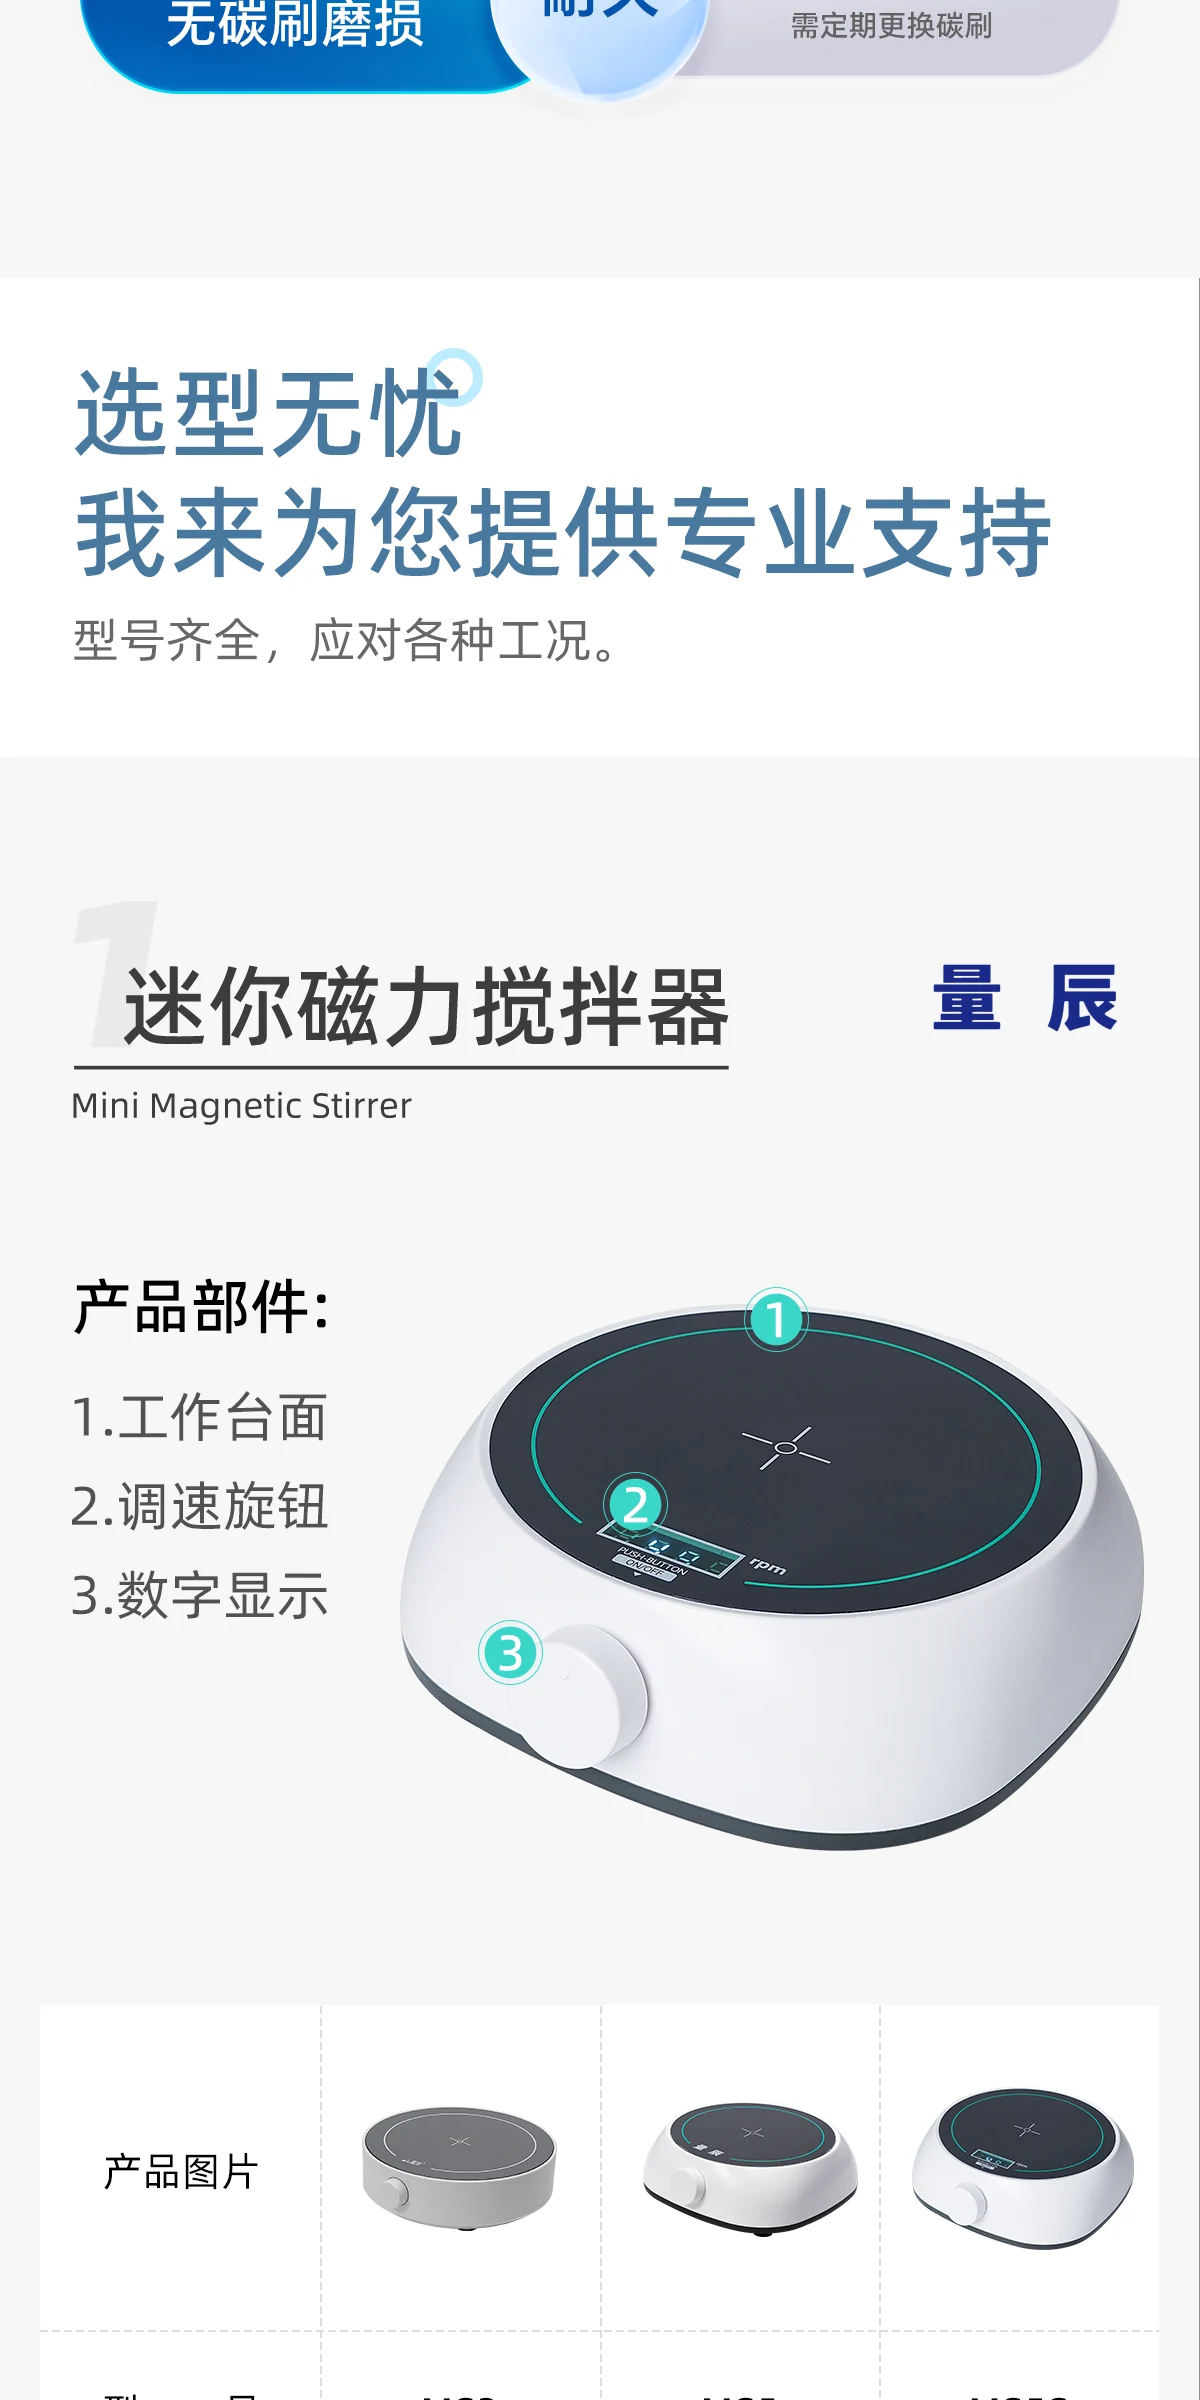 无碳刷磨损
需定期更换碳刷
选型无忧
我来为您提供专业支持
型号齐全，应对各种工况。
1
迷你磁力搅拌器
量 辰
Mini Magnetic Stirrer
产品部件:
1.工作台面
2.调速旋钮
3.数字显示
1
2
rpm
PUSH-BUTTON
ON/OFF
3
产品图片